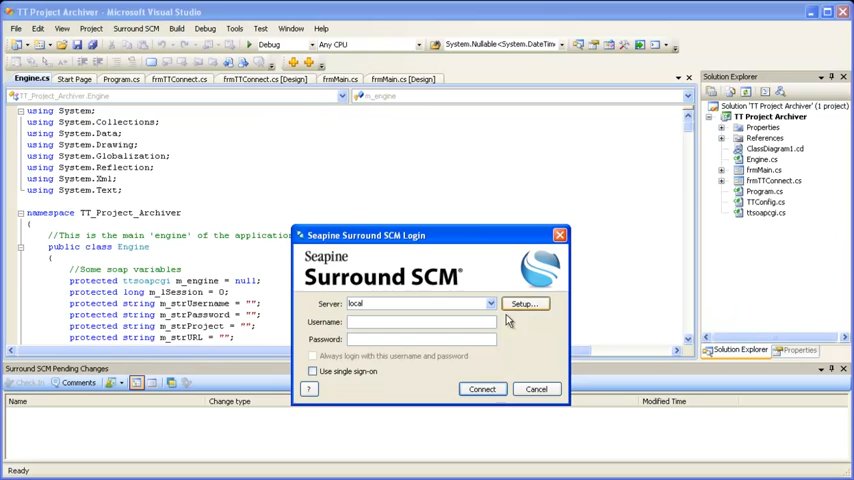 TT Project Archiver - Microsoft Visual Studio
File Edit View Project Surround SCM Build Debug Tools Test Window Help
Debug Any CPU System.Nullable<System.DateTim
Engine.cs Start Page Program.cs frmTTConnect.cs frmTTConnect.cs [Design] frmMain.cs frmMain.cs [Design]
TT_Project_Archiver.Engine m_engine
using System;
using System.Collections;
using System.Data;
using System.Drawing;
using System.Globalization;
using System.Reflection;
using System.Xml;
using System.Text;
namespace TT_Project_Archiver
{
//This is the main 'engine' of the application
public class Engine
{
//Some soap variables
protected ttsoapcgi m_engine = null;
protected long m_lSession = 0;
protected string m_strUsername = "";
protected string m_strPassword = "";
protected string m_strProject = "";
protected string m_strURL = "";
Solution Explorer
Solution 'TT Project Archiver' (1 project)
TT Project Archiver
Properties
References
ClassDiagram1.cd
Engine.cs
frmMain.cs
frmTTConnect.cs
Program.cs
TTConfig.cs
ttsoapcgi.cs
Solution Explorer Properties
Seapine Surround SCM Login
Seapine
Surround SCM®
Server: local Setup...
Username:
Password:
Always login with this username and password
Use single sign-on
? Connect Cancel
Surround SCM Pending Changes
Check In Comments
Name Change type Modified Time
Ready